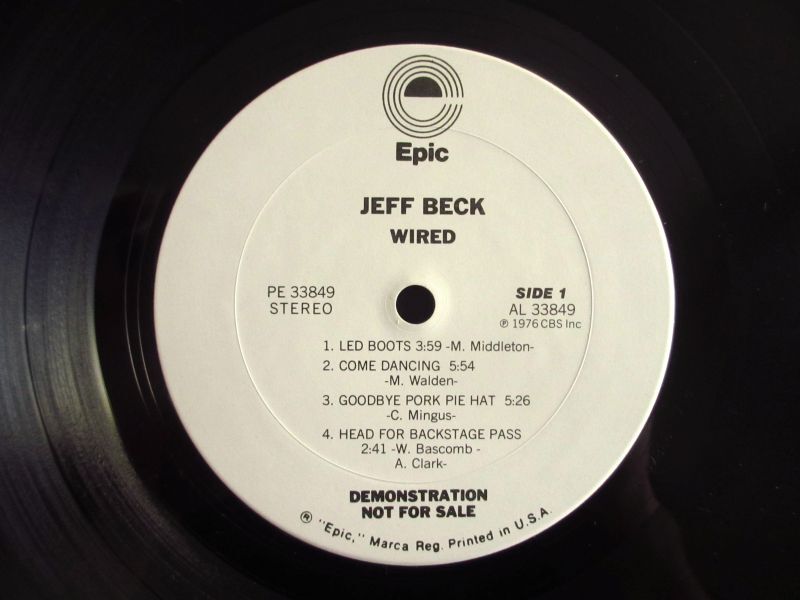 Epic
JEFF BECK
WIRED
PE 33849
STEREO
SIDE 1
AL 33849
℗ 1976 CBS Inc
1. LED BOOTS 3:59 -M. Middleton-
2. COME DANCING 5:54
-M. Walden-
3. GOODBYE PORK PIE HAT 5:26
-C. Mingus-
4. HEAD FOR BACKSTAGE PASS
2:41 -W. Bascomb -
A. Clark-
DEMONSTRATION
NOT FOR SALE
® "Epic," Marca Reg. Printed in U.S.A.